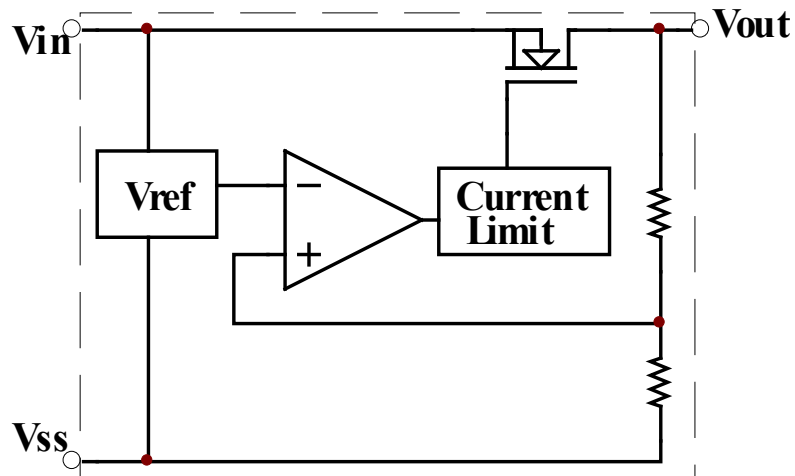 Vin
Vout
Vref
−
+
Current
Limit
Vss